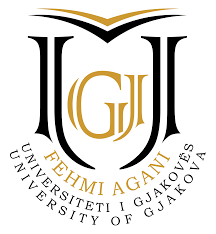 UGJ
FEHMI AGANI
UNIVERSITETI I GJAKOVËS
UNIVERSITY OF GJAKOVA